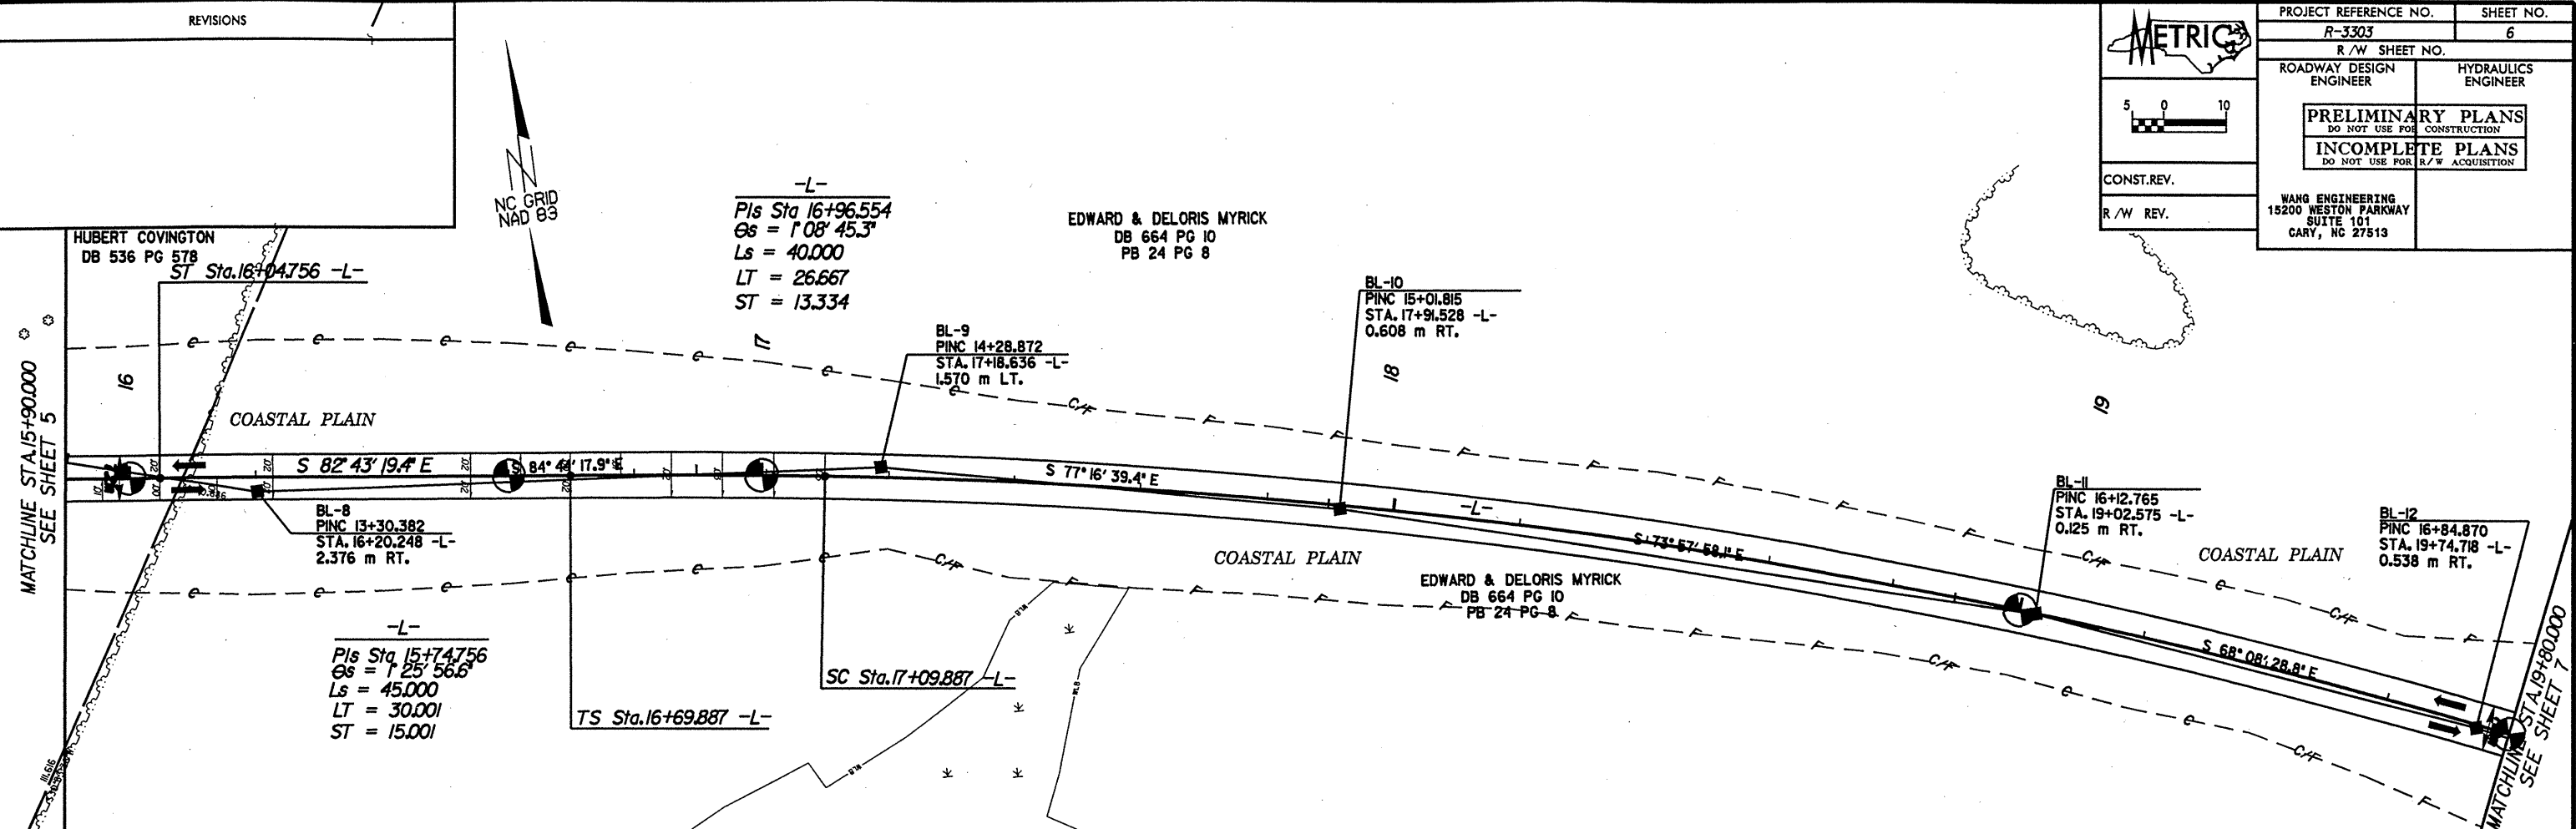 REVISIONS
METRIC
PROJECT REFERENCE NO.
SHEET NO.
R-3303
6
R/W SHEET NO.
ROADWAY DESIGN
ENGINEER
HYDRAULICS
ENGINEER
5 0 10
PRELIMINARY PLANS
DO NOT USE FOR CONSTRUCTION
INCOMPLETE PLANS
DO NOT USE FOR R/W ACQUISITION
CONST.REV.
R/W REV.
WANG ENGINEERING
15200 WESTON PARKWAY
SUITE 101
CARY, NC 27513
NC GRID
NAD 83
HUBERT COVINGTON
DB 536 PG 578
ST Sta.16+04.756 -L-
-L-
PIs Sta 16+96.554
θs = 1°08'45.3"
Ls = 40.000
LT = 26.667
ST = 13.334
EDWARD & DELORIS MYRICK
DB 664 PG 10
PB 24 PG 8
BL-10
PINC 15+01.815
STA. 17+91.528 -L-
0.608 m RT.
BL-9
PINC 14+28.872
STA. 17+18.636 -L-
1.570 m LT.
MATCHLINE STA.15+90.000
SEE SHEET 5
16
17
18
19
COASTAL PLAIN
S 82°43'19.4" E
S 77°16'39.4" E
-L-
S 73°57'58.1" E
S 68°08'28.8" E
BL-8
PINC 13+30.382
STA. 16+20.248 -L-
2.376 m RT.
BL-11
PINC 16+12.765
STA. 19+02.575 -L-
0.125 m RT.
BL-12
PINC 16+84.870
STA. 19+74.718 -L-
0.538 m RT.
COASTAL PLAIN
COASTAL PLAIN
EDWARD & DELORIS MYRICK
DB 664 PG 10
PB 24 PG 8
-L-
PIs Sta 15+74.756
θs = 1°25'56.6"
Ls = 45.000
LT = 30.001
ST = 15.001
TS Sta.16+69.887 -L-
SC Sta.17+09.887 -L-
MATCHLINE STA.19+80.000
SEE SHEET 7